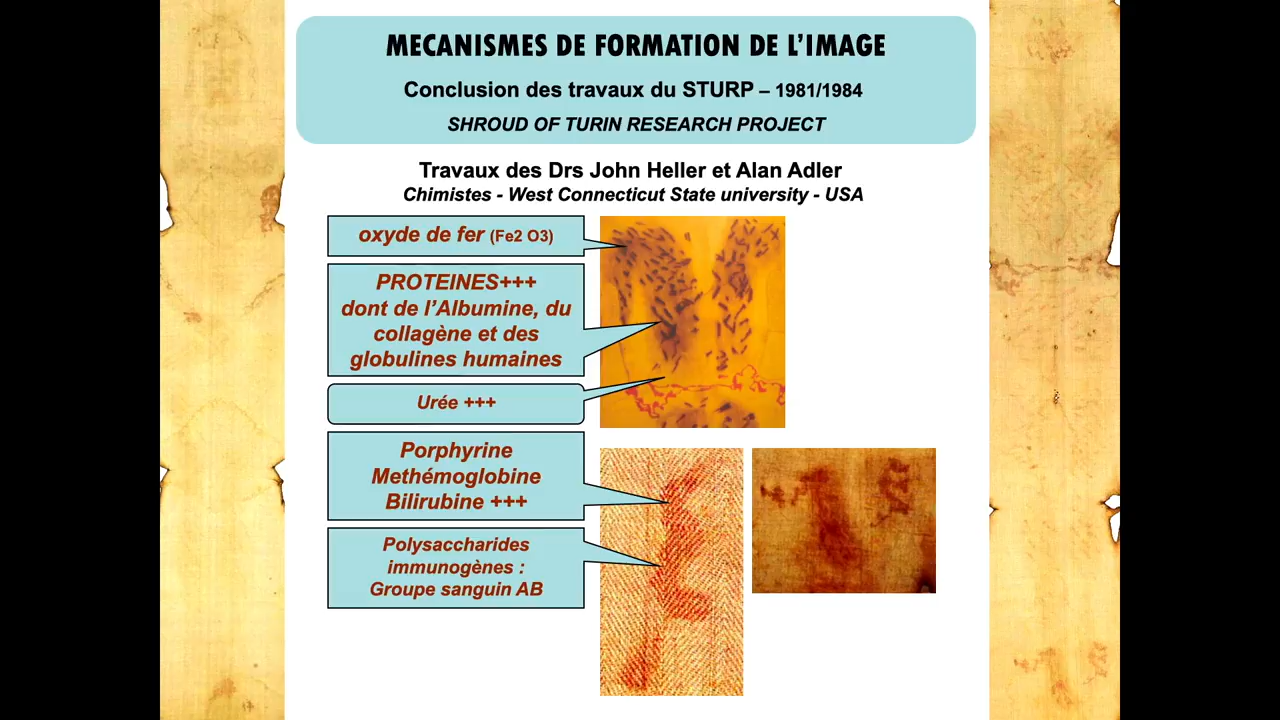 MECANISMES DE FORMATION DE L’IMAGE
Conclusion des travaux du STURP – 1981/1984
SHROUD OF TURIN RESEARCH PROJECT
Travaux des Drs John Heller et Alan Adler
Chimistes - West Connecticut State university - USA
oxyde de fer (Fe2 O3)
PROTEINES+++
dont de l’Albumine, du
collagène et des
globulines humaines
Urée +++
Porphyrine
Methémoglobine
Bilirubine +++
Polysaccharides
immunogènes :
Groupe sanguin AB